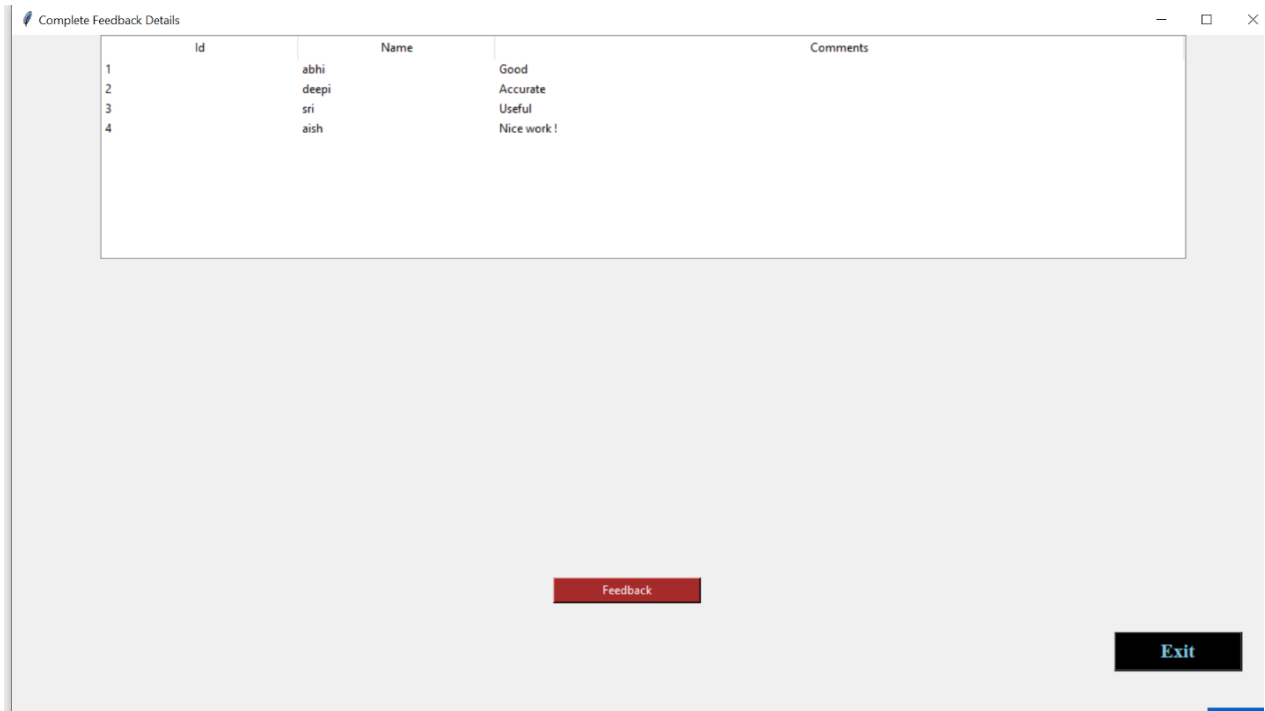 Complete Feedback Details
Id Name Comments
1 abhi Good
2 deepi Accurate
3 sri Useful
4 aish Nice work !
Feedback
Exit